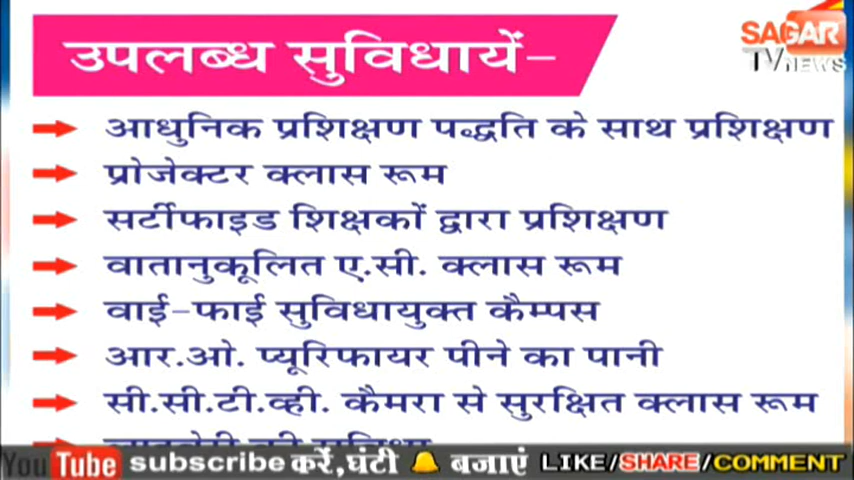 उपलब्ध सुविधायें-
SAGAR
TV NEWS
आधुनिक प्रशिक्षण पद्धति के साथ प्रशिक्षण
प्रोजेक्टर क्लास रूम
सर्टीफाइड शिक्षकों द्वारा प्रशिक्षण
वातानुकूलित ए.सी. क्लास रूम
वाई-फाई सुविधायुक्त कैम्पस
आर.ओ. प्यूरिफायर पीने का पानी
सी.सी.टी.व्ही. कैमरा से सुरक्षित क्लास रूम
की सुविधा
YouTube subscribe करें,घंटी बजाएं LIKE/SHARE/COMMENT